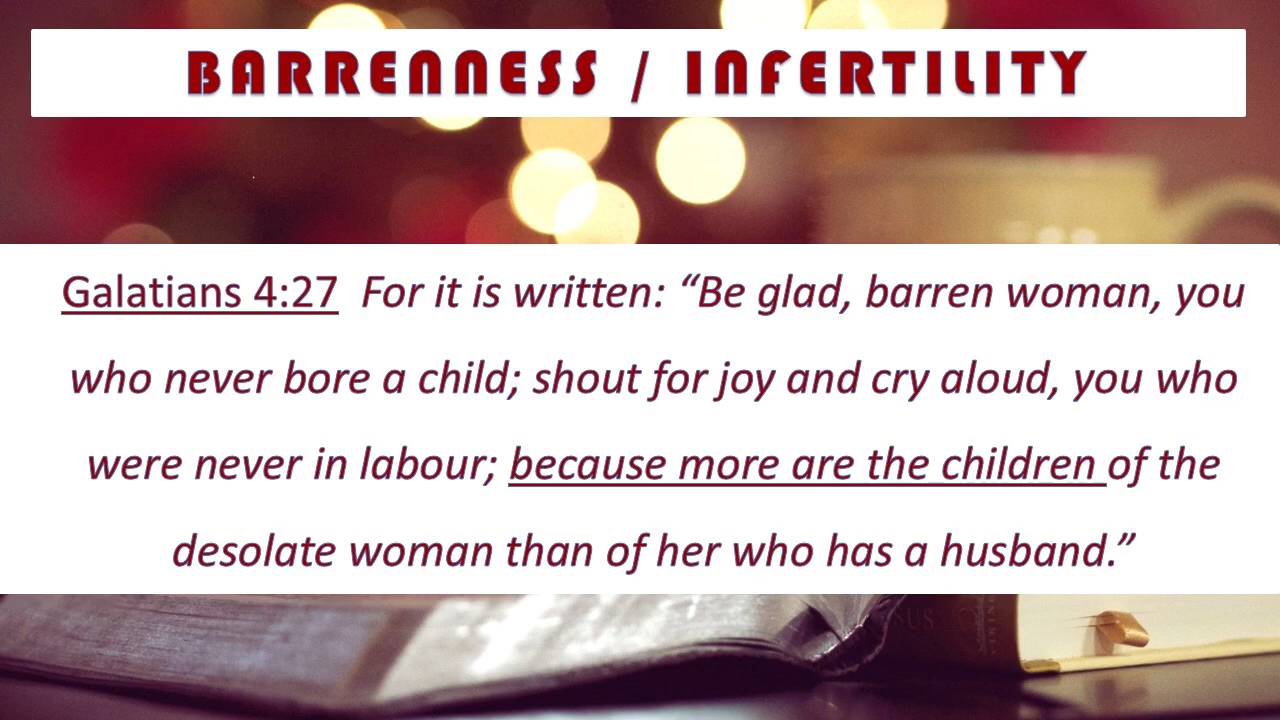 BARRENNESS / INFERTILITY
Galatians 4:27 For it is written: “Be glad, barren woman, you
who never bore a child; shout for joy and cry aloud, you who
were never in labour; because more are the children of the
desolate woman than of her who has a husband.”